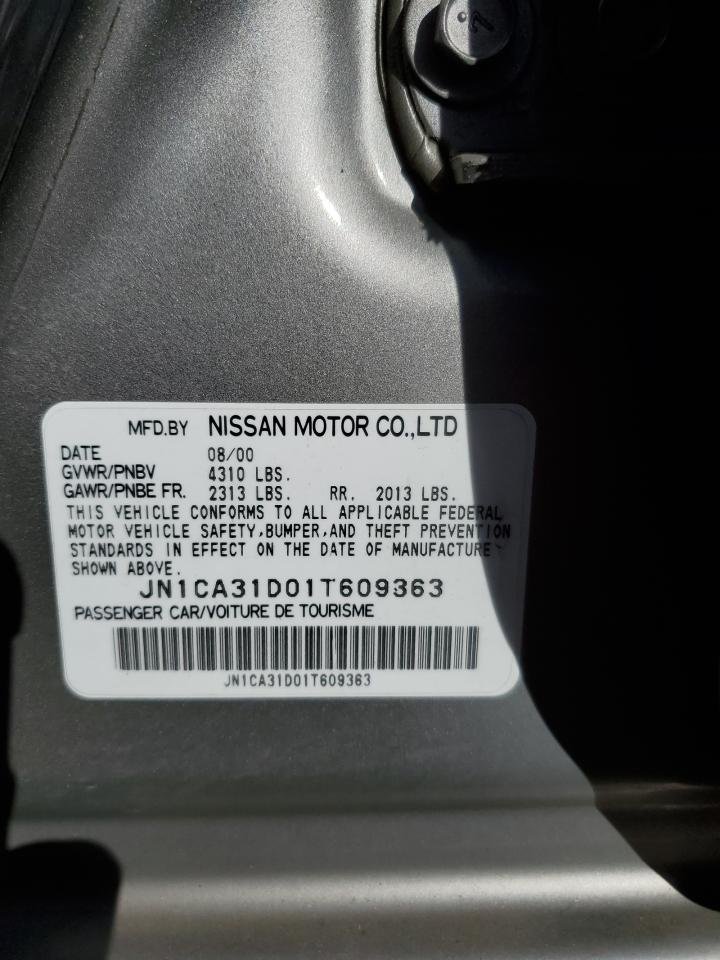 7
MFD.BY NISSAN MOTOR CO.,LTD
DATE 08/00
GVWR/PNBV 4310 LBS.
GAWR/PNBE FR. 2313 LBS. RR. 2013 LBS.
THIS VEHICLE CONFORMS TO ALL APPLICABLE FEDERAL
MOTOR VEHICLE SAFETY,BUMPER,AND THEFT PREVENTION
STANDARDS IN EFFECT ON THE DATE OF MANUFACTURE
SHOWN ABOVE.
JN1CA31D01T609363
PASSENGER CAR/VOITURE DE TOURISME
JN1CA31D01T609363